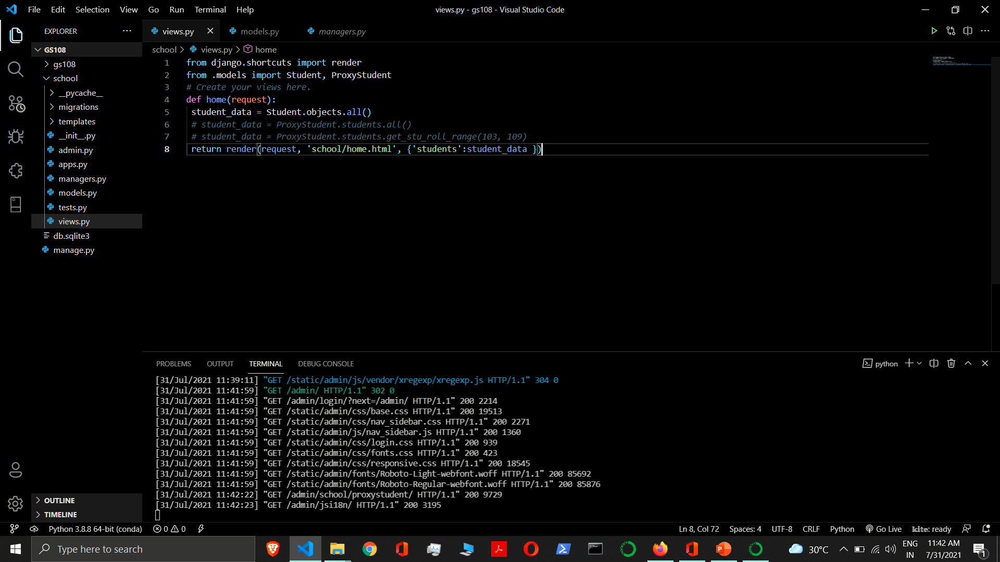 File Edit Selection View Go Run Terminal Help
views.py - gs108 - Visual Studio Code
EXPLORER
GS108
gs108
school
__pycache__
migrations
templates
__init__.py
admin.py
apps.py
managers.py
models.py
tests.py
views.py
db.sqlite3
manage.py
OUTLINE
TIMELINE
views.py models.py managers.py
school views.py home
1 from django.shortcuts import render
2 from .models import Student, ProxyStudent
3 # Create your views here.
4 def home(request):
5 student_data = Student.objects.all()
6 # student_data = ProxyStudent.students.all()
7 # student_data = ProxyStudent.students.get_stu_roll_range(103, 109)
8 return render(request, 'school/home.html', {'students':student_data })
PROBLEMS OUTPUT TERMINAL DEBUG CONSOLE
python
[31/Jul/2021 11:39:11] "GET /static/admin/js/vendor/xregexp/xregexp.js HTTP/1.1" 304 0
[31/Jul/2021 11:41:59] "GET /admin/ HTTP/1.1" 302 0
[31/Jul/2021 11:41:59] "GET /admin/login/?next=/admin/ HTTP/1.1" 200 2214
[31/Jul/2021 11:41:59] "GET /static/admin/css/base.css HTTP/1.1" 200 19513
[31/Jul/2021 11:41:59] "GET /static/admin/css/nav_sidebar.css HTTP/1.1" 200 2271
[31/Jul/2021 11:41:59] "GET /static/admin/js/nav_sidebar.js HTTP/1.1" 200 1360
[31/Jul/2021 11:41:59] "GET /static/admin/css/login.css HTTP/1.1" 200 939
[31/Jul/2021 11:41:59] "GET /static/admin/css/fonts.css HTTP/1.1" 200 423
[31/Jul/2021 11:41:59] "GET /static/admin/css/responsive.css HTTP/1.1" 200 18545
[31/Jul/2021 11:41:59] "GET /static/admin/fonts/Roboto-Light-webfont.woff HTTP/1.1" 200 85692
[31/Jul/2021 11:41:59] "GET /static/admin/fonts/Roboto-Regular-webfont.woff HTTP/1.1" 200 85876
[31/Jul/2021 11:42:22] "GET /admin/school/proxystudent/ HTTP/1.1" 200 9729
[31/Jul/2021 11:42:23] "GET /admin/jsi18n/ HTTP/1.1" 200 3195
Python 3.8.8 64-bit (conda) 0 0 Ln 8, Col 72 Spaces: 4 UTF-8 CRLF Python Go Live kite: ready
Type here to search
30°C
ENG
IN
11:42 AM
7/31/2021
1